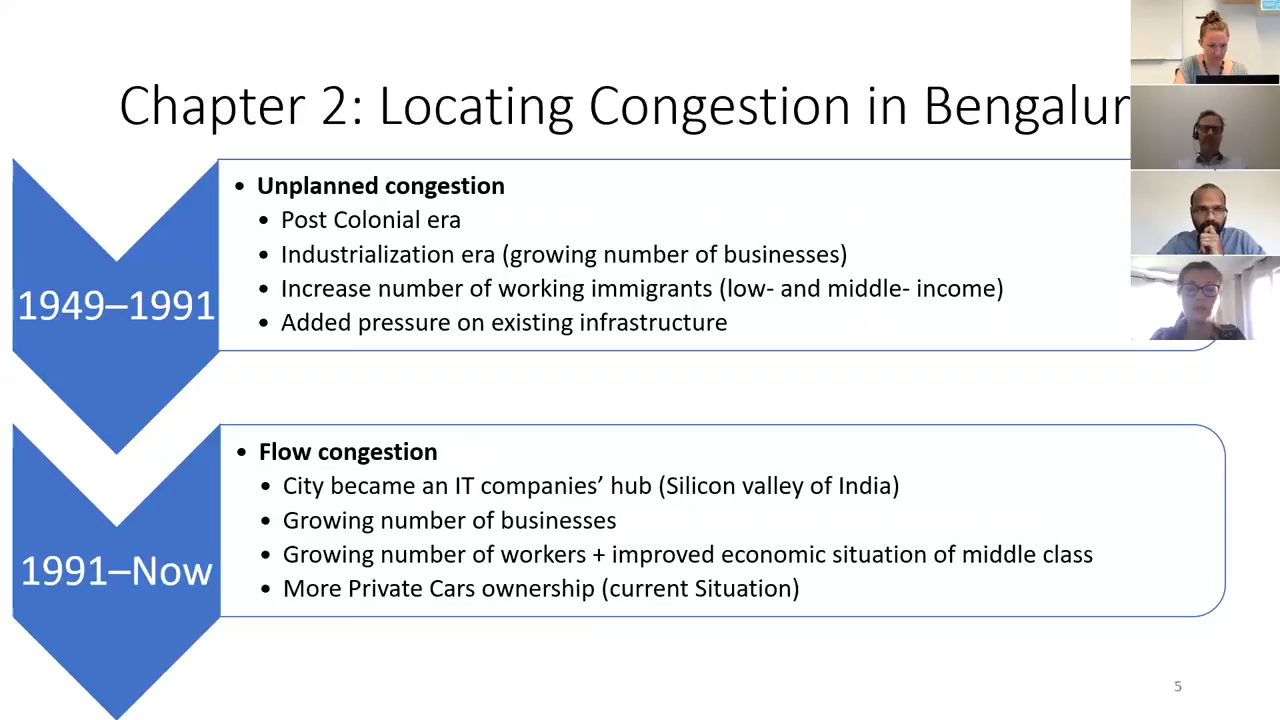 Chapter 2: Locating Congestion in Bengalur
1949–1991
• Unplanned congestion
• Post Colonial era
• Industrialization era (growing number of businesses)
• Increase number of working immigrants (low- and middle- income)
• Added pressure on existing infrastructure
1991–Now
• Flow congestion
• City became an IT companies’ hub (Silicon valley of India)
• Growing number of businesses
• Growing number of workers + improved economic situation of middle class
• More Private Cars ownership (current Situation)
5